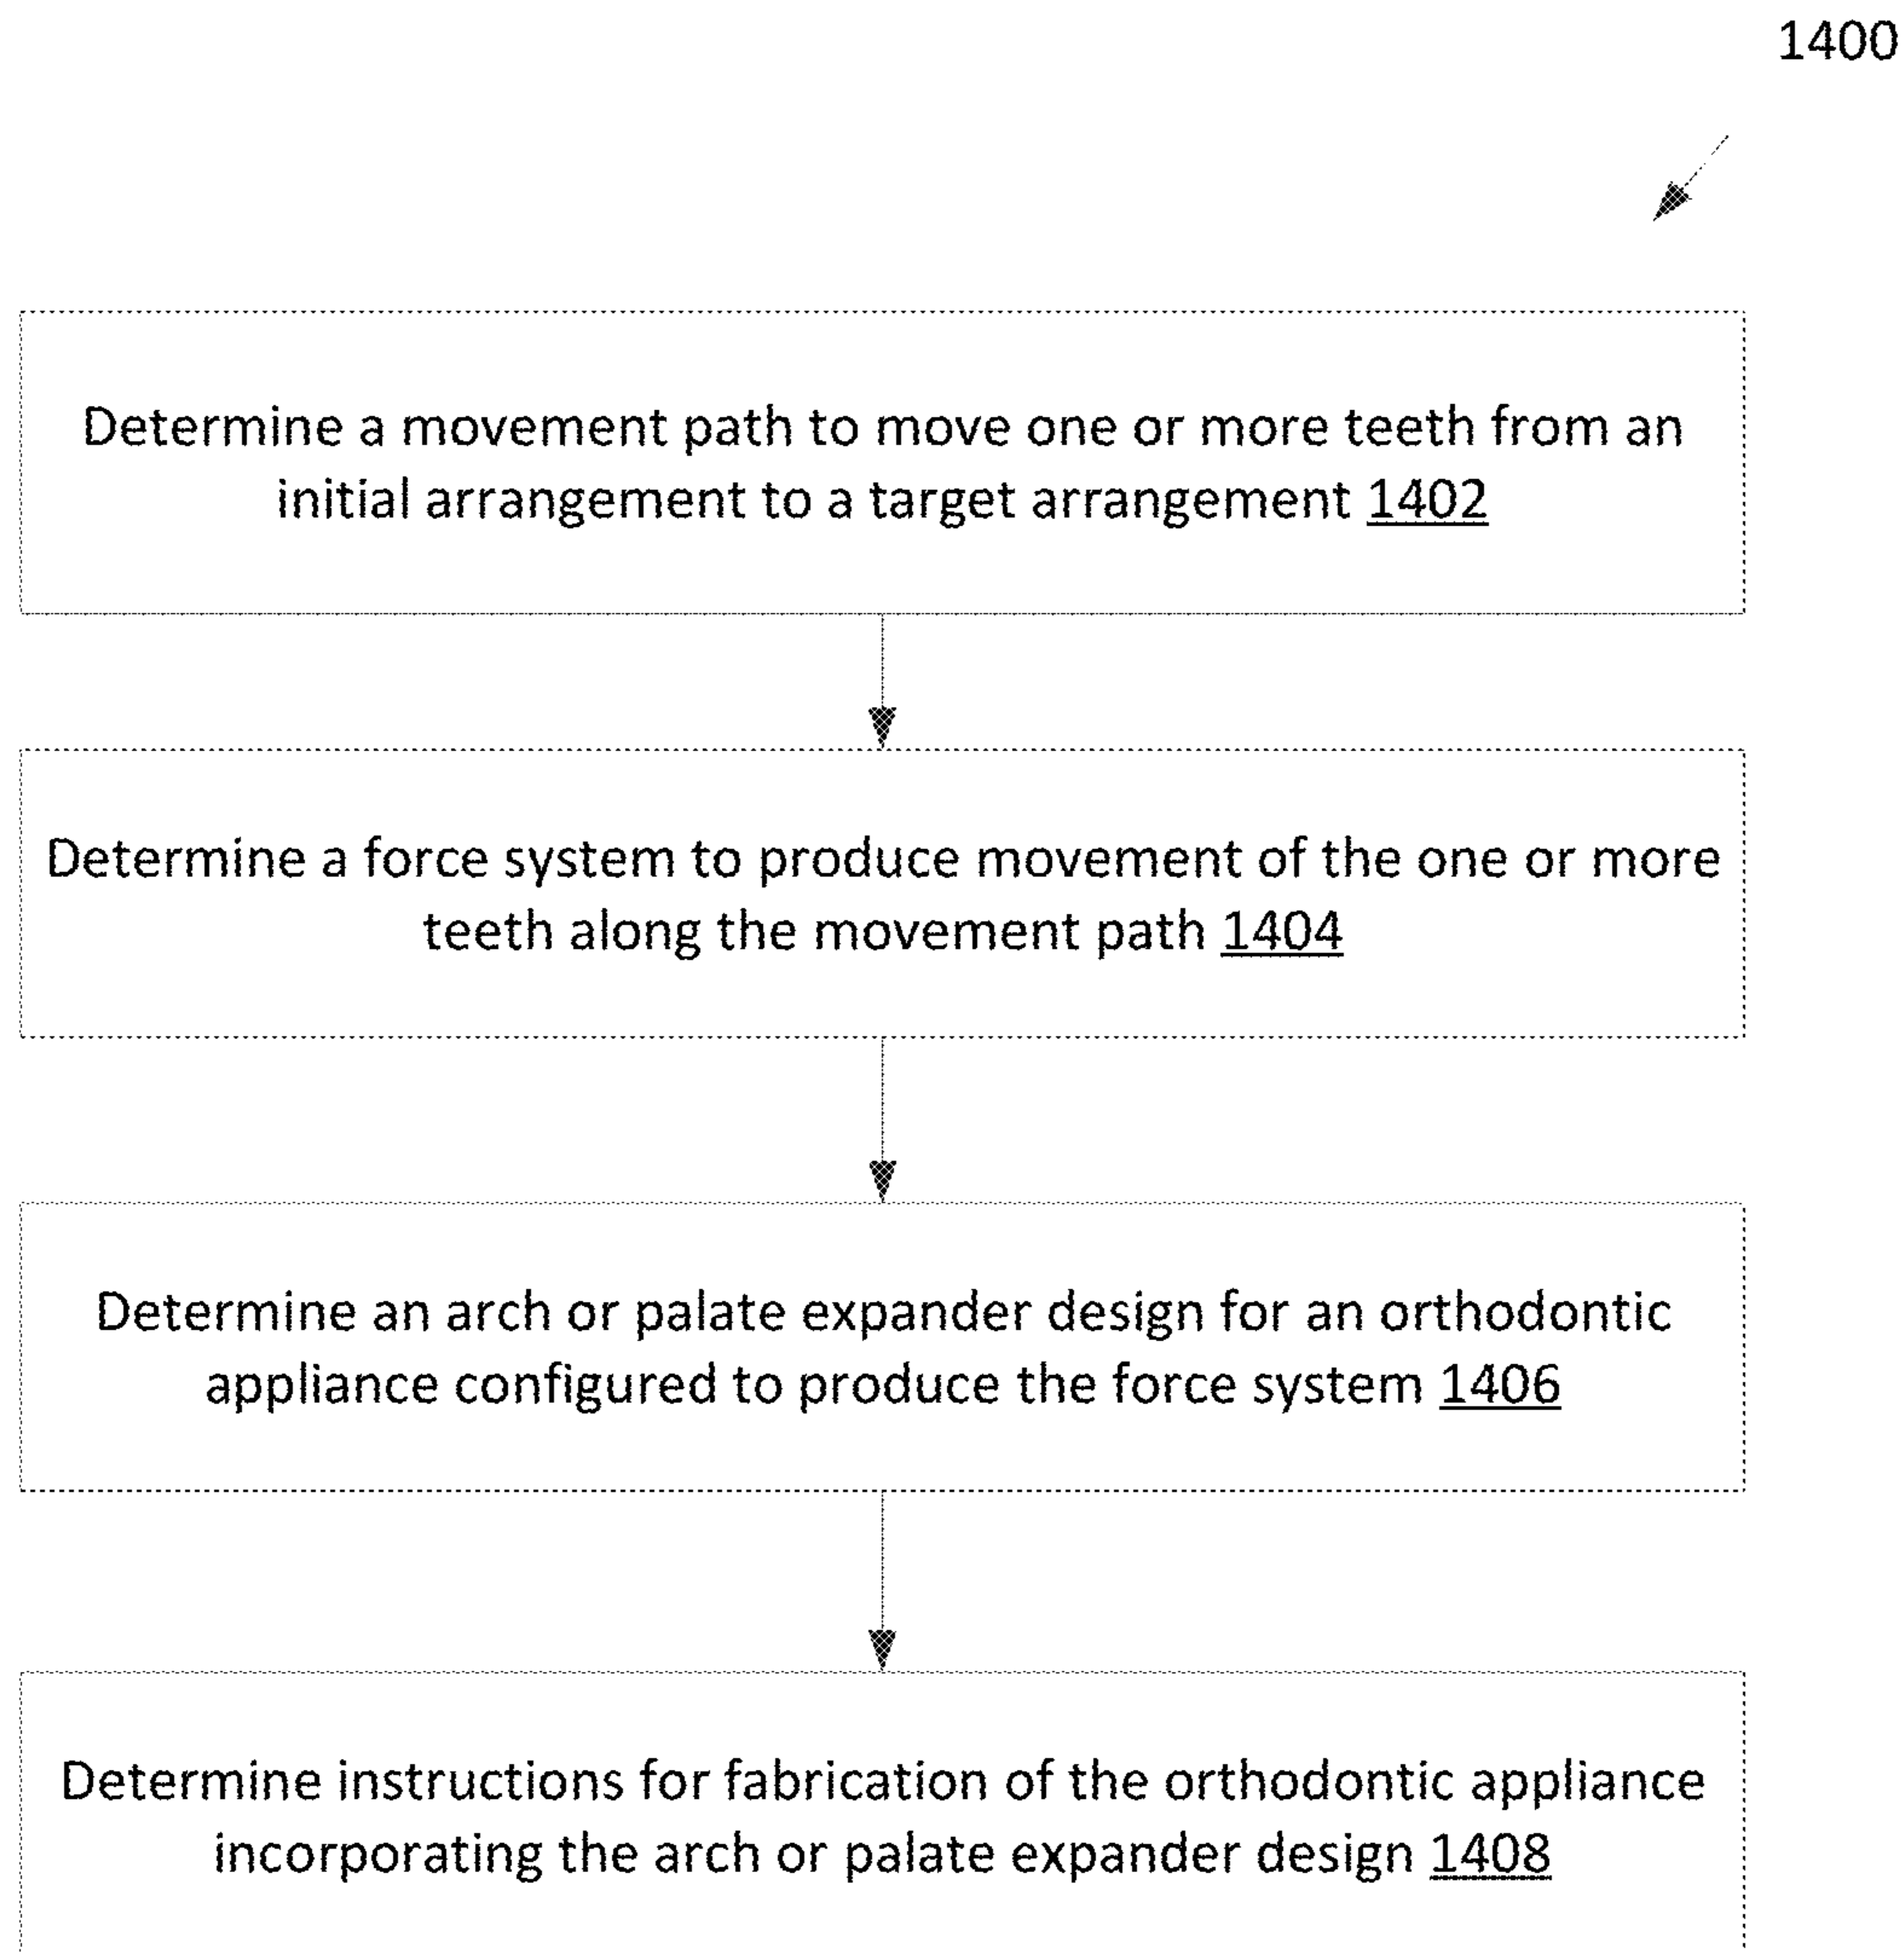 1400
Determine a movement path to move one or more teeth from an
initial arrangement to a target arrangement 1402
Determine a force system to produce movement of the one or more
teeth along the movement path 1404
Determine an arch or palate expander design for an orthodontic
appliance configured to produce the force system 1406
Determine instructions for fabrication of the orthodontic appliance
incorporating the arch or palate expander design 1408